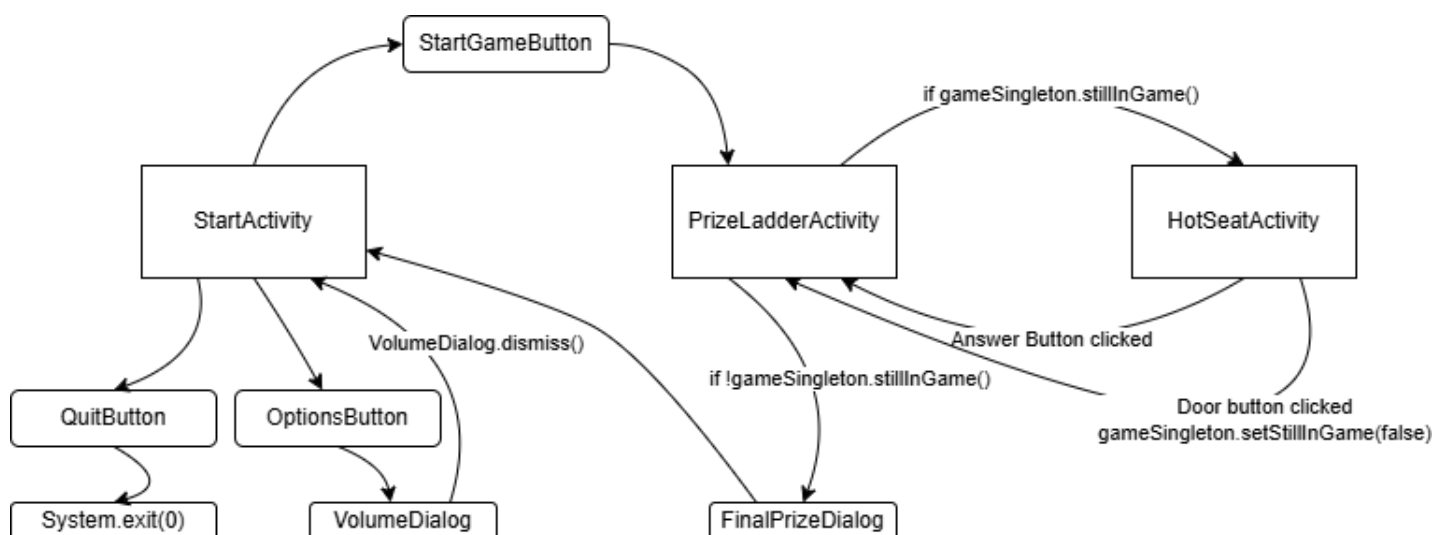 StartGameButton
if gameSingleton.stillInGame()
StartActivity
PrizeLadderActivity
HotSeatActivity
VolumeDialog.dismiss()
Answer Button clicked
if !gameSingleton.stillInGame()
Door button clicked
gameSingleton.setStillInGame(false)
QuitButton
OptionsButton
System.exit(0)
VolumeDialog
FinalPrizeDialog